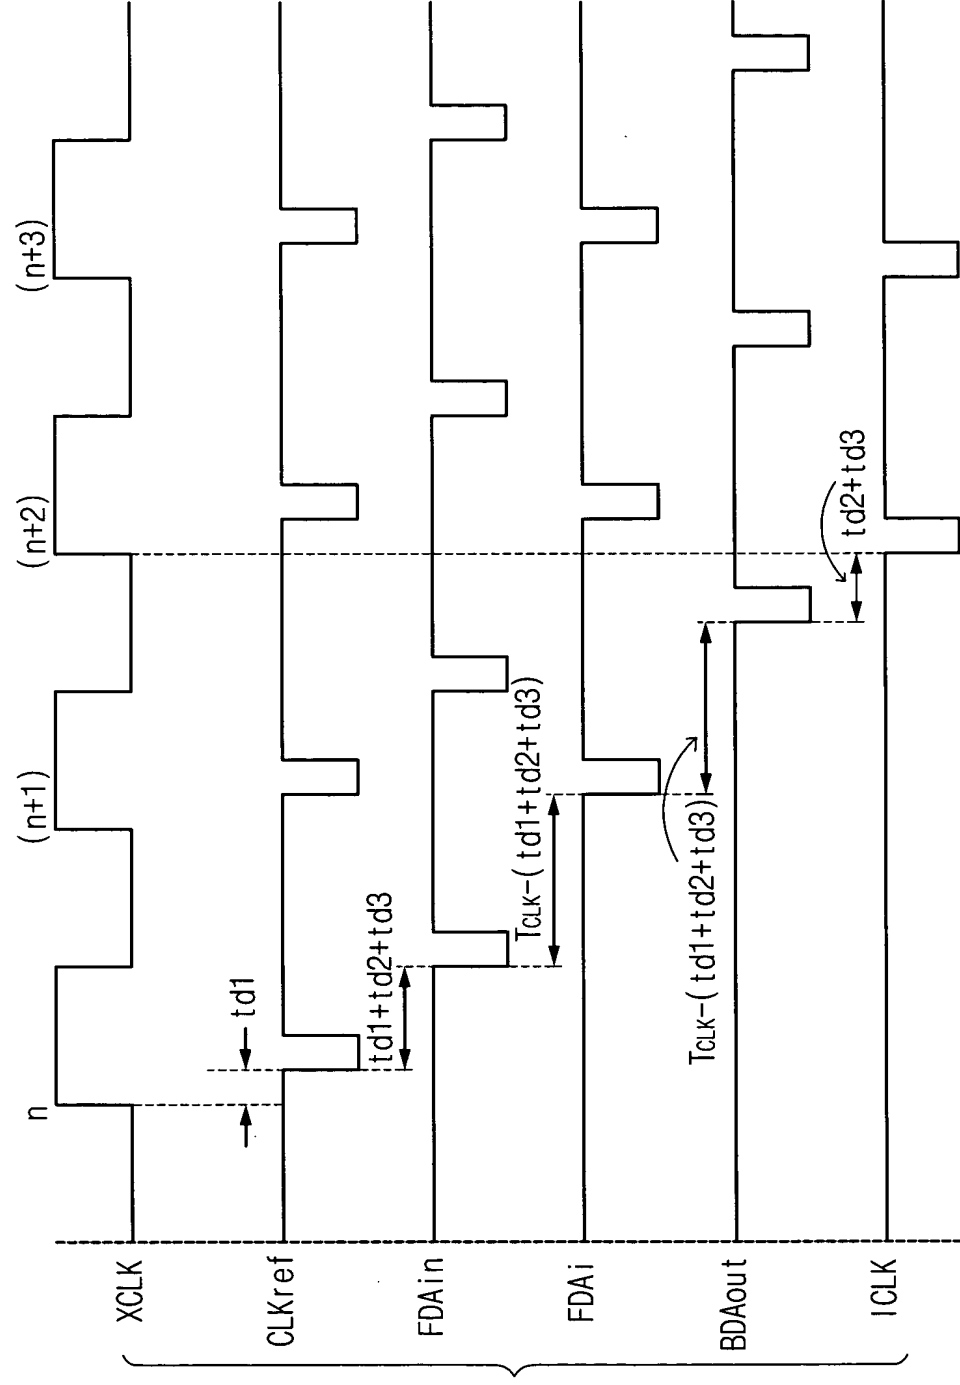 XCLK
n
(n+1)
(n+2)
(n+3)
CLKref
td1
FDAin
td1+td2+td3
FDAi
TCLK-(td1+td2+td3)
BDAout
TCLK-(td1+td2+td3)
ICLK
td2+td3